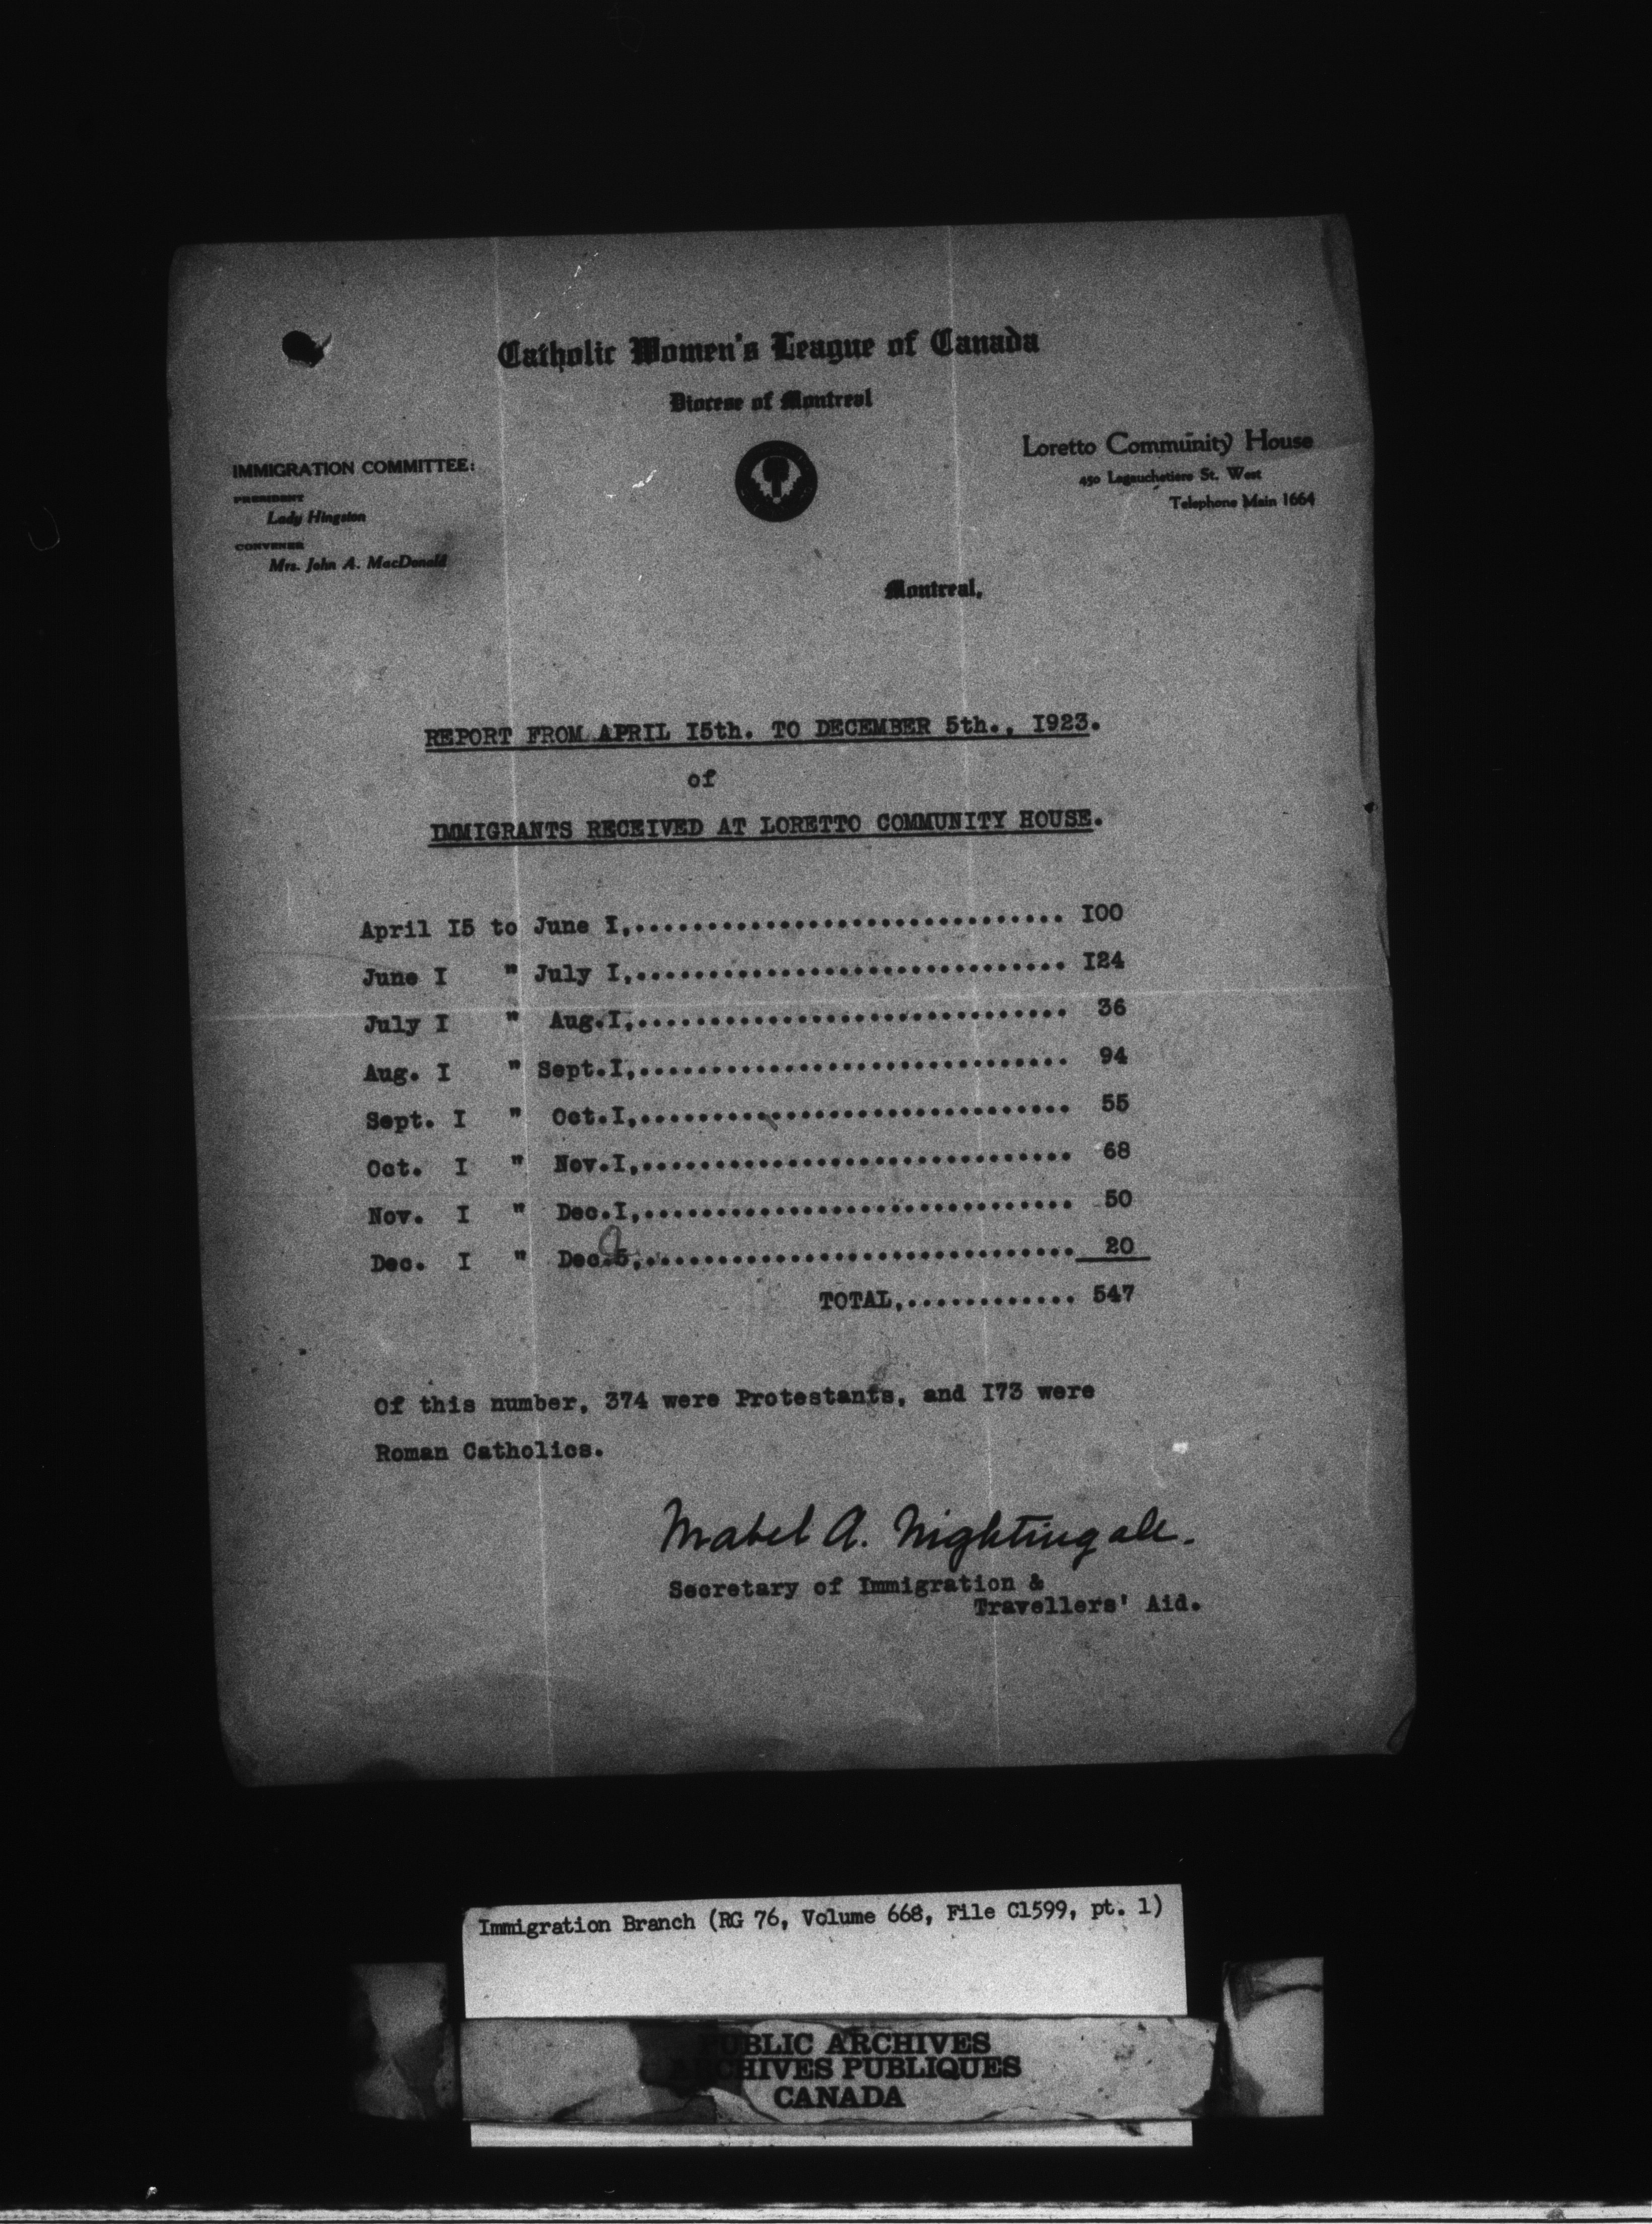 Catholic Women's League of Canada
Diocese of Montreal
IMMIGRATION COMMITTEE:
PRESIDENT
Lady Hingston
CONVENER
Mrs. John A. MacDonald
Loretto Community House
450 Lagauchetiere St. West
Telephone Main 1664
Montreal,
REPORT FROM APRIL I5th. TO DECEMBER 5th., I923.
of
IMMIGRANTS RECEIVED AT LORETTO COMMUNITY HOUSE.
April I5 to June I,.............................. I00
June I " July I,.............................. I24
July I " Aug.I,.............................. 36
Aug. I " Sept.I,.............................. 94
Sept. I " Oct.I,.............................. 55
Oct. I " Nov.I,.............................. 68
Nov. I " Dec.I,.............................. 50
Dec. I " Dec.5,.............................. 20
TOTAL,............ 547
Of this number, 374 were Protestants, and I73 were
Roman Catholics.
Mabel A. Nightingale.
Secretary of Immigration &
Travellers' Aid.
Immigration Branch (RG 76, Volume 668, File C1599, pt. 1)
PUBLIC ARCHIVES
ARCHIVES PUBLIQUES
CANADA